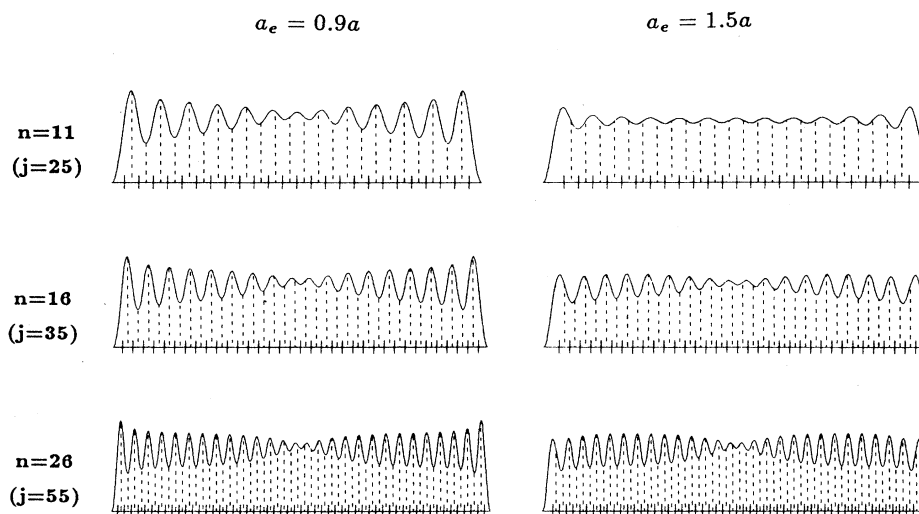 a_e = 0.9a
a_e = 1.5a
n=11
(j=25)
n=16
(j=35)
n=26
(j=55)